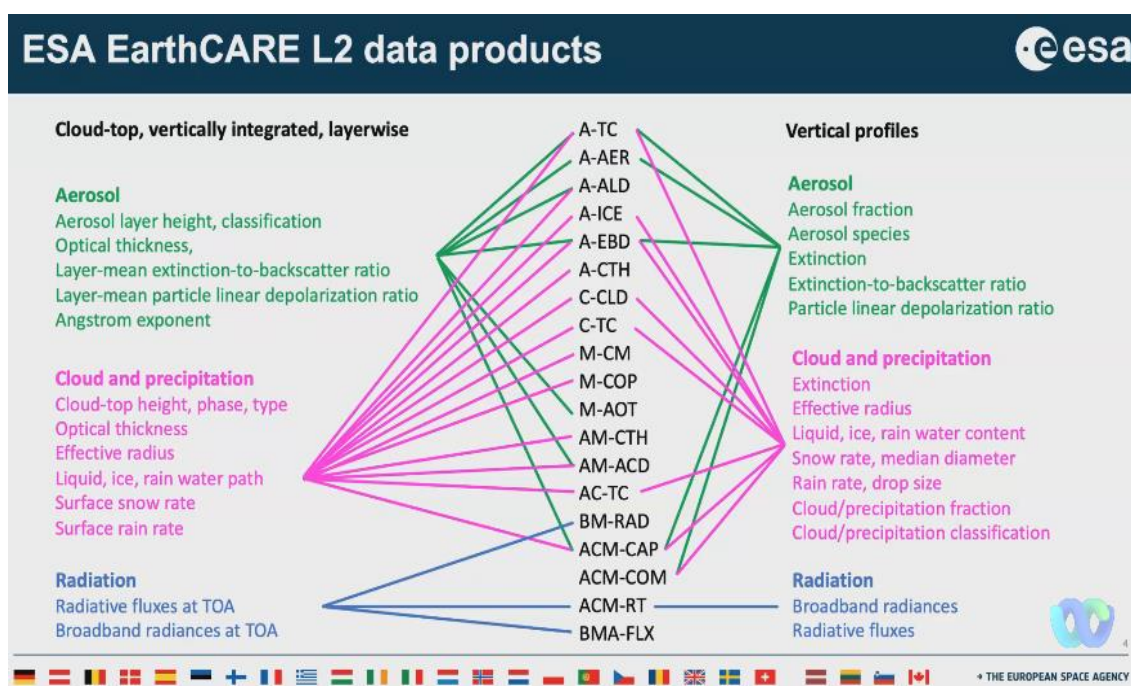 ESA EarthCARE L2 data products
esa
Cloud-top, vertically integrated, layerwise
Aerosol
Aerosol layer height, classification
Optical thickness,
Layer-mean extinction-to-backscatter ratio
Layer-mean particle linear depolarization ratio
Angstrom exponent
Cloud and precipitation
Cloud-top height, phase, type
Optical thickness
Effective radius
Liquid, ice, rain water path
Surface snow rate
Surface rain rate
Radiation
Radiative fluxes at TOA
Broadband radiances at TOA
A-TC
A-AER
A-ALD
A-ICE
A-EBD
A-CTH
C-CLD
C-TC
M-CM
M-COP
M-AOT
AM-CTH
AM-ACD
AC-TC
BM-RAD
ACM-CAP
ACM-COM
ACM-RT
BMA-FLX
Vertical profiles
Aerosol
Aerosol fraction
Aerosol species
Extinction
Extinction-to-backscatter ratio
Particle linear depolarization ratio
Cloud and precipitation
Extinction
Effective radius
Liquid, ice, rain water content
Snow rate, median diameter
Rain rate, drop size
Cloud/precipitation fraction
Cloud/precipitation classification
Radiation
Broadband radiances
Radiative fluxes
4
→ THE EUROPEAN SPACE AGENCY